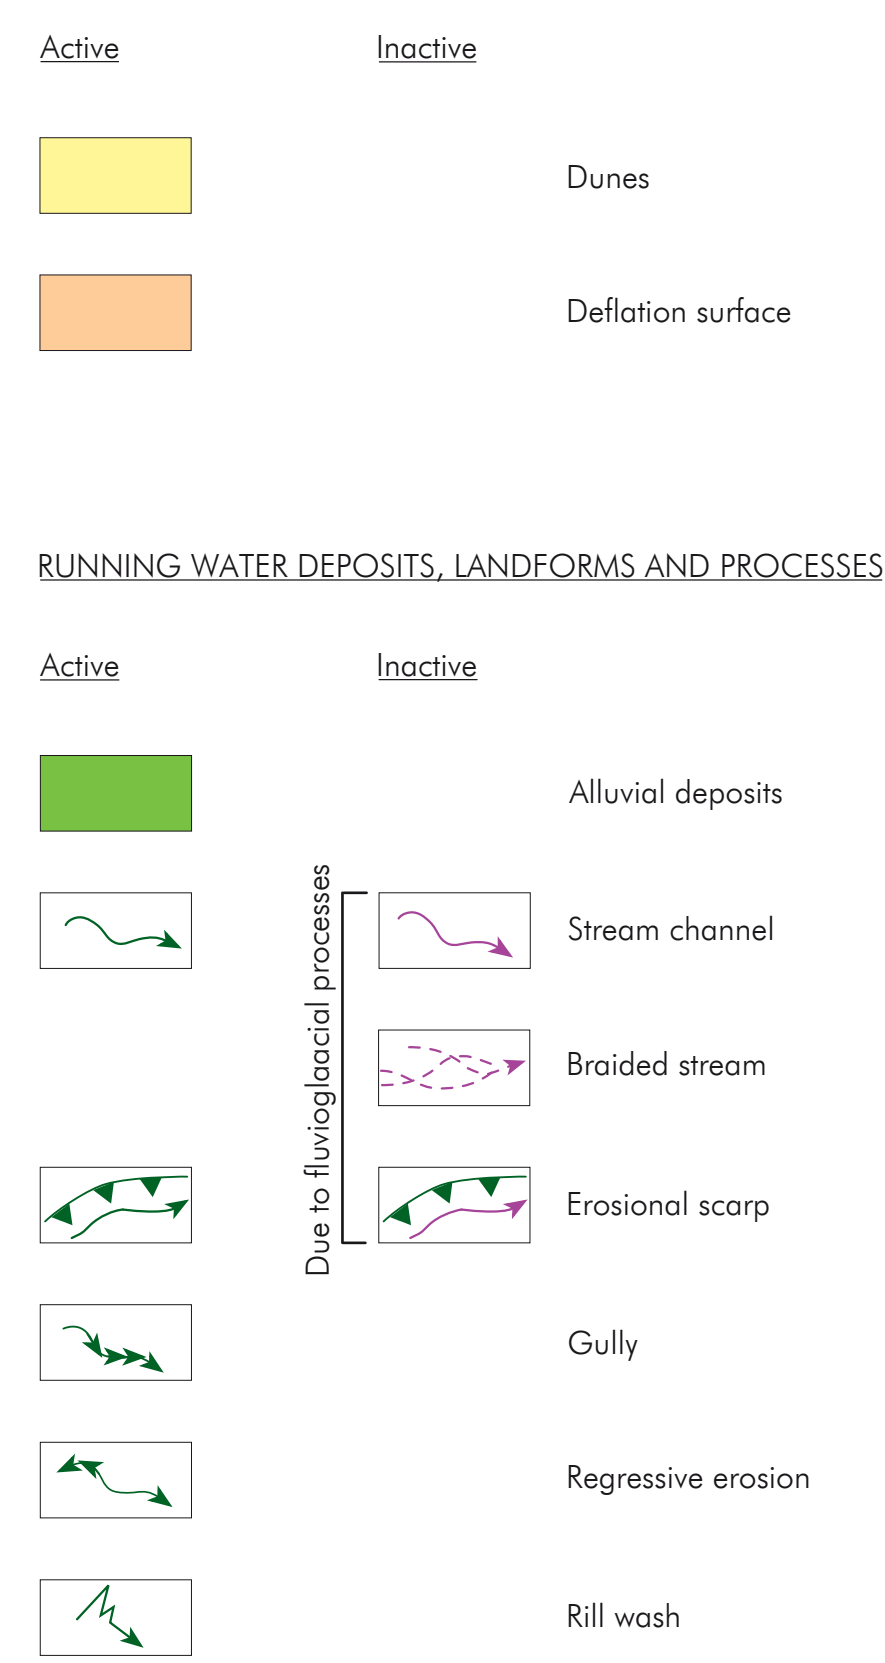 Active Inactive
Dunes
Deflation surface
RUNNING WATER DEPOSITS, LANDFORMS AND PROCESSES
Active Inactive
Alluvial deposits
Due to fluvioglaacial processes
Stream channel
Braided stream
Erosional scarp
Gully
Regressive erosion
Rill wash